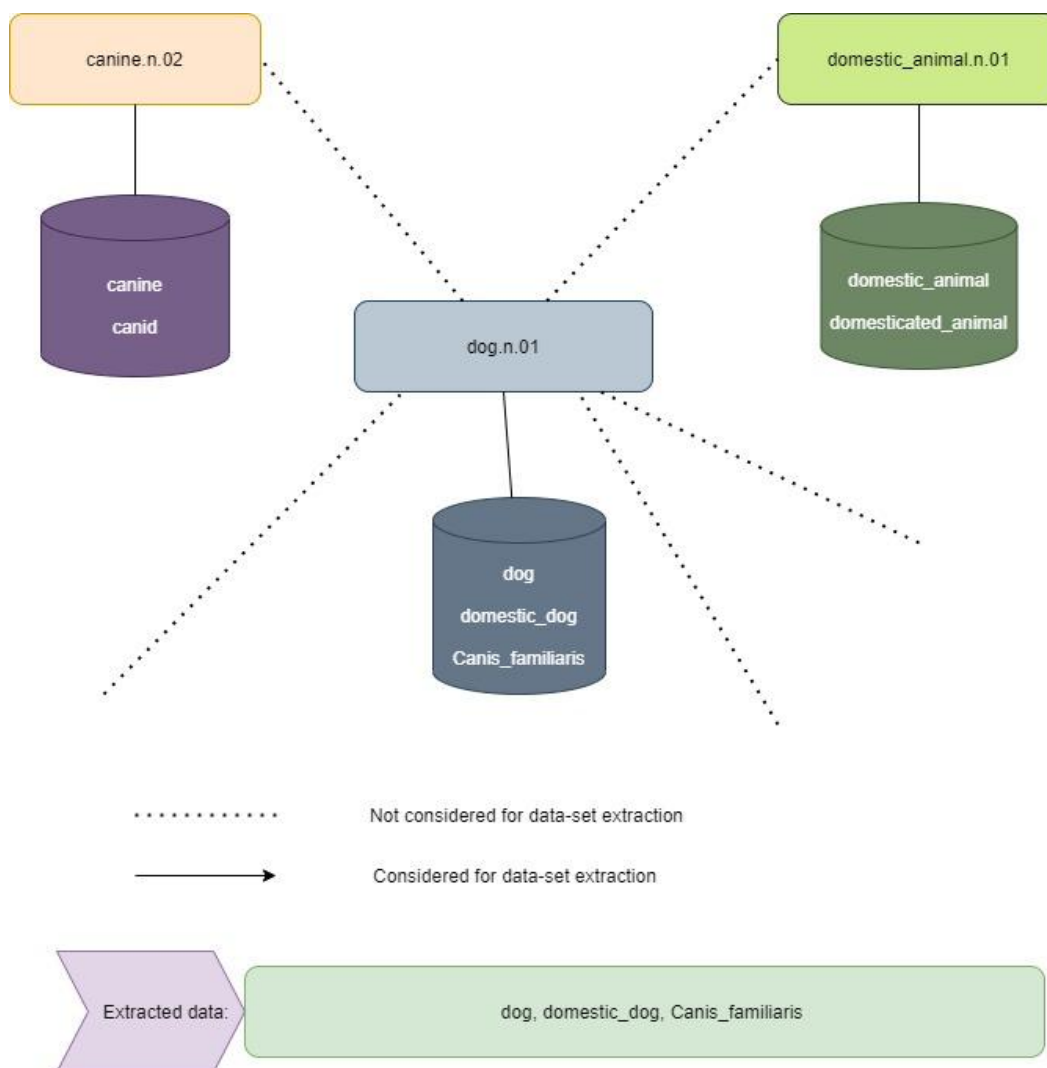 canine.n.02
domestic_animal.n.01
canine
canid
domestic_animal
domesticated_animal
dog.n.01
dog
domestic_dog
Canis_familiaris
Not considered for data-set extraction
Considered for data-set extraction
Extracted data:
dog, domestic_dog, Canis_familiaris